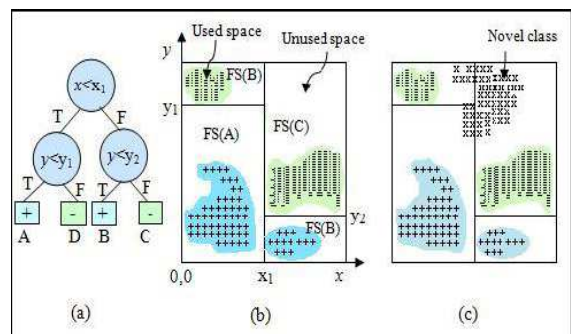 x<x1
T F
y<y1 y<y2
T F T F
+ - + -
A D B C
(a)
y Used space Unused space
FS(B)
y1
FS(A) FS(C)
y2
FS(B)
0,0 x1 x
(b)
Novel class
(c)